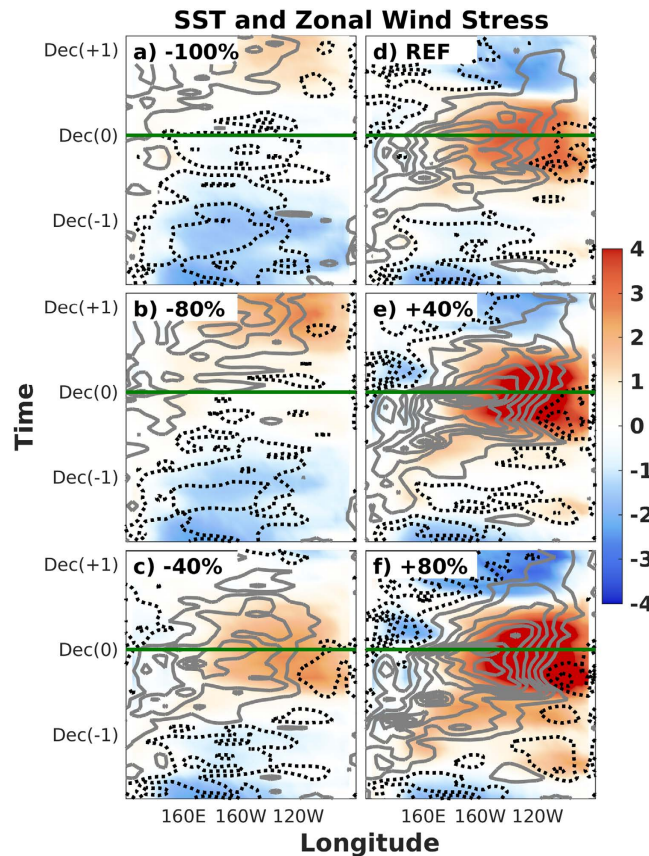 SST and Zonal Wind Stress
a) -100%
d) REF
Dec(+1)
Dec(0)
Dec(-1)
b) -80%
e) +40%
Dec(+1)
Dec(0)
Dec(-1)
c) -40%
f) +80%
Dec(+1)
Dec(0)
Dec(-1)
Time
160E 160W 120W
160E 160W 120W
Longitude
4
3
2
1
0
-1
-2
-3
-4